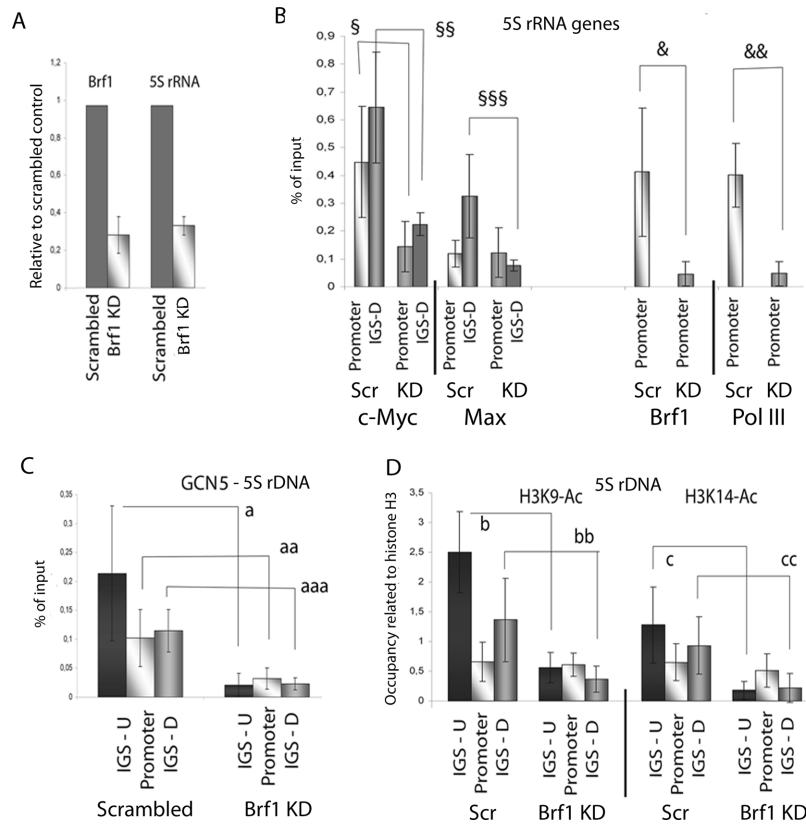 A
Relative to scrambled control
1,2
1
0,8
0,6
0,4
0,2
0
Brf1
5S rRNA
Scrambled
Brf1 KD
Scrambeld
Brf1 KD
B
5S rRNA genes
% of input
0,9
0,8
0,7
0,6
0,5
0,4
0,3
0,2
0,1
0
§
§§
§§§
&
&&
Promoter
IGS-D
Promoter
IGS-D
Promoter
IGS-D
Promoter
IGS-D
Promoter
Promoter
Promoter
Promoter
Scr
KD
Scr
KD
Scr
KD
Scr
KD
c-Myc
Max
Brf1
Pol III
C
GCN5 - 5S rDNA
% of input
0,35
0,3
0,25
0,2
0,15
0,1
0,05
0
a
aa
aaa
IGS - U
Promoter
IGS - D
IGS - U
Promoter
IGS - D
Scrambled
Brf1 KD
D
5S rDNA
H3K9-Ac
H3K14-Ac
Occupancy related to histone H3
3,5
3
2,5
2
1,5
1
0,5
0
b
bb
c
cc
IGS - U
Promoter
IGS - D
IGS - U
Promoter
IGS - D
IGS - U
Promoter
IGS - D
IGS - U
Promoter
IGS - D
Scr
Brf1 KD
Scr
Brf1 KD